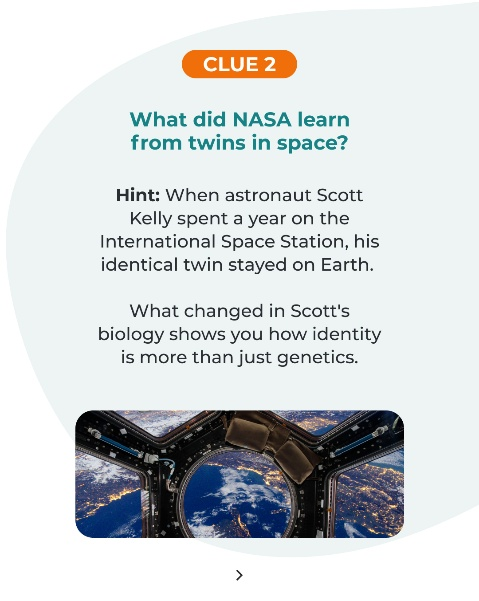 CLUE 2
What did NASA learn
from twins in space?
Hint: When astronaut Scott
Kelly spent a year on the
International Space Station, his
identical twin stayed on Earth.
What changed in Scott's
biology shows you how identity
is more than just genetics.